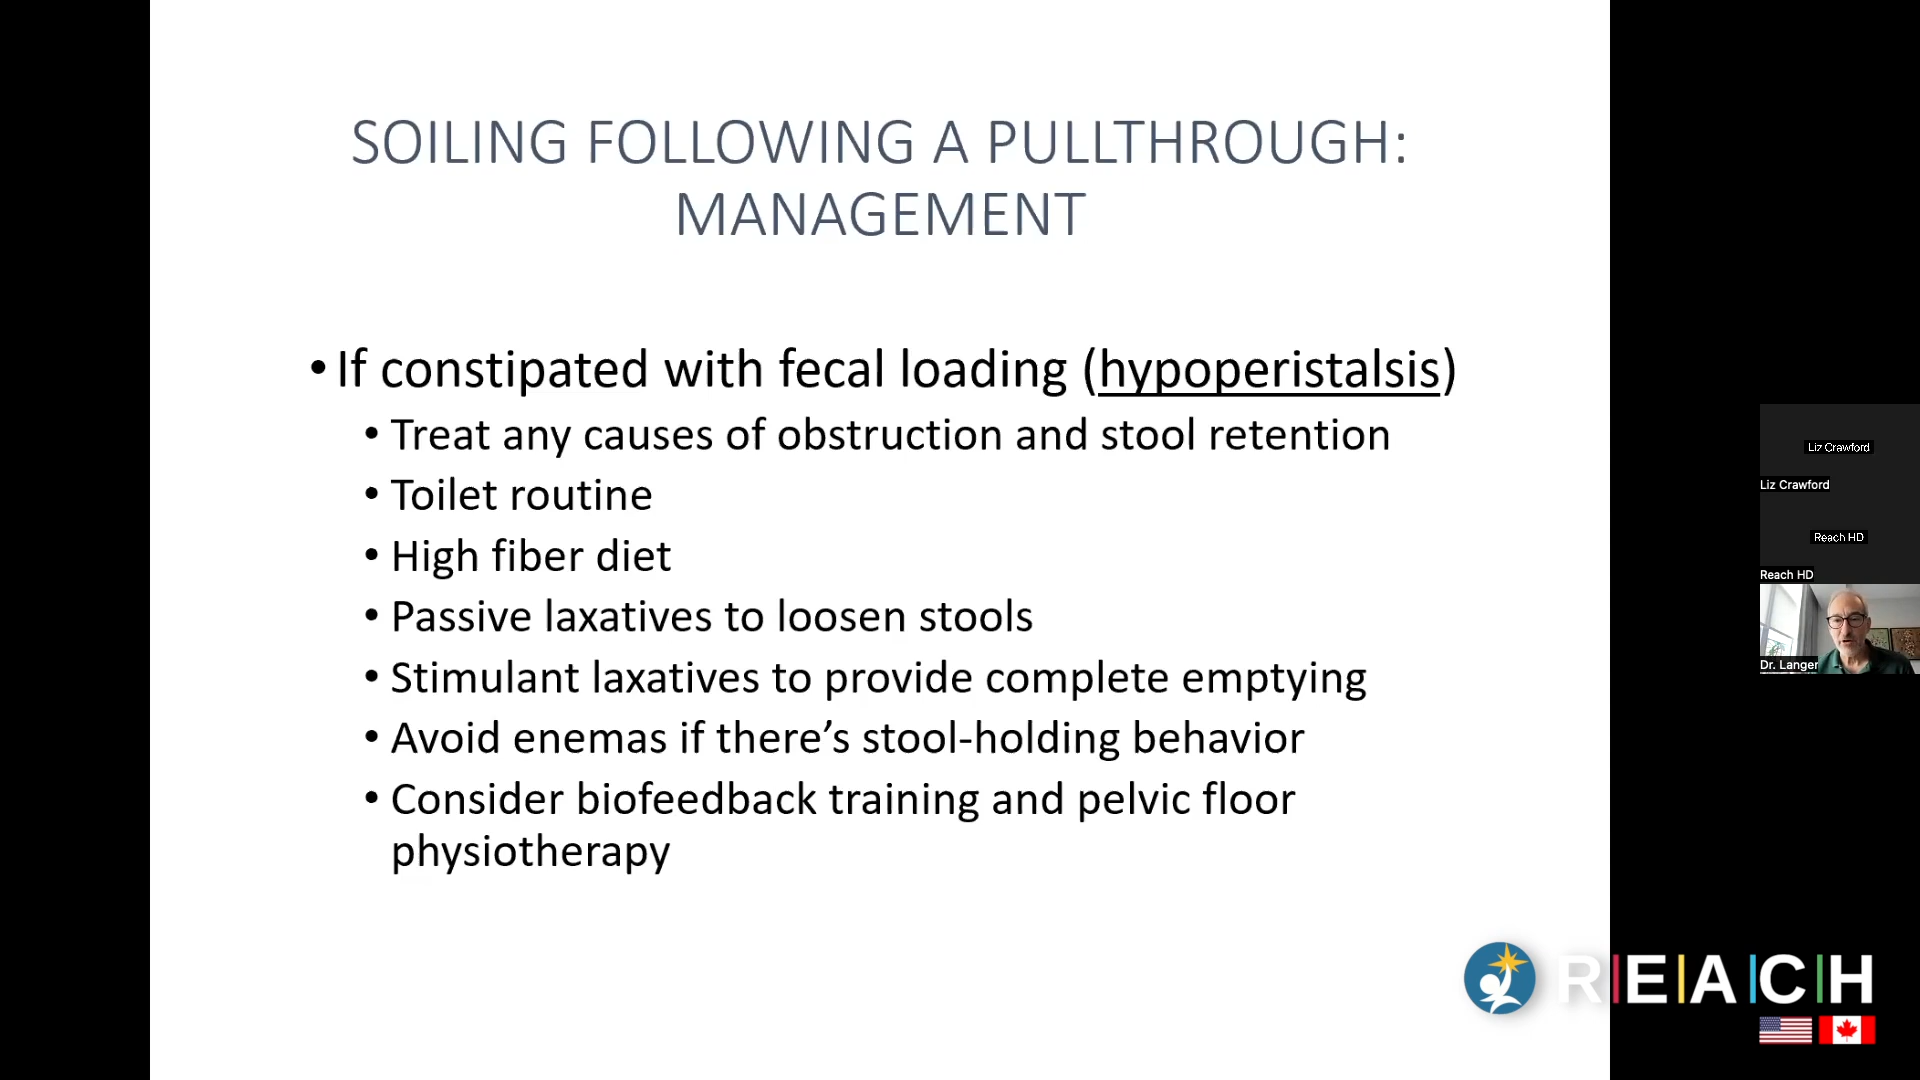 SOILING FOLLOWING A PULLTHROUGH:
MANAGEMENT
• If constipated with fecal loading (hypoperistalsis)
• Treat any causes of obstruction and stool retention
• Toilet routine
• High fiber diet
• Passive laxatives to loosen stools
• Stimulant laxatives to provide complete emptying
• Avoid enemas if there’s stool-holding behavior
• Consider biofeedback training and pelvic floor
physiotherapy
Liz Crawford
Liz Crawford
Reach HD
Reach HD
Dr. Langer
R|E|A|C|H